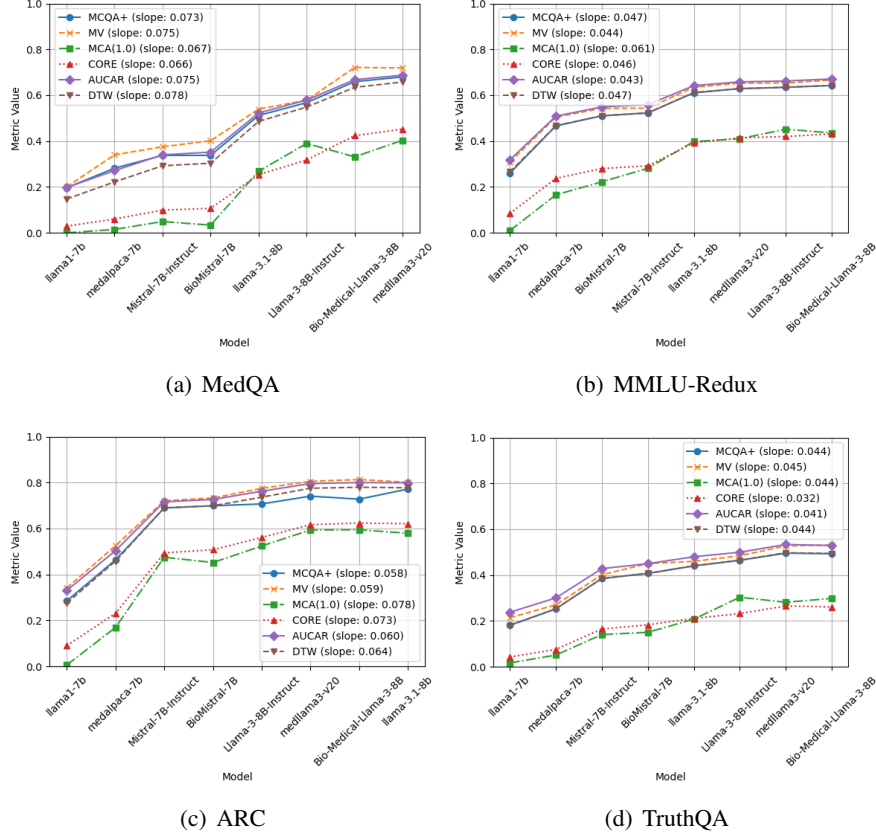 1.0
0.8
0.6
0.4
0.2
0.0
Metric Value
MCQA+ (slope: 0.073)
MV (slope: 0.075)
MCA(1.0) (slope: 0.067)
CORE (slope: 0.066)
AUCAR (slope: 0.075)
DTW (slope: 0.078)
llama1-7b
medalpaca-7b
Mistral-7B-Instruct
BioMistral-7B
llama-3.1-8b
Llama-3-8B-Instruct
Bio-Medical-Llama-3-8B
medllama3-v20
Model
(a) MedQA
1.0
0.8
0.6
0.4
0.2
0.0
Metric Value
MCQA+ (slope: 0.047)
MV (slope: 0.044)
MCA(1.0) (slope: 0.061)
CORE (slope: 0.046)
AUCAR (slope: 0.043)
DTW (slope: 0.047)
llama1-7b
medalpaca-7b
BioMistral-7B
Mistral-7B-Instruct
llama-3.1-8b
medllama3-v20
Llama-3-8B-Instruct
Bio-Medical-Llama-3-8B
Model
(b) MMLU-Redux
1.0
0.8
0.6
0.4
0.2
0.0
Metric Value
MCQA+ (slope: 0.058)
MV (slope: 0.059)
MCA(1.0) (slope: 0.078)
CORE (slope: 0.073)
AUCAR (slope: 0.060)
DTW (slope: 0.064)
llama1-7b
medalpaca-7b
Mistral-7B-Instruct
BioMistral-7B
Llama-3-8B-Instruct
medllama3-v20
Bio-Medical-Llama-3-8B
llama-3.1-8b
Model
(c) ARC
1.0
0.8
0.6
0.4
0.2
0.0
Metric Value
MCQA+ (slope: 0.044)
MV (slope: 0.045)
MCA(1.0) (slope: 0.044)
CORE (slope: 0.032)
AUCAR (slope: 0.041)
DTW (slope: 0.044)
llama1-7b
medalpaca-7b
Mistral-7B-Instruct
BioMistral-7B
llama-3.1-8b
Llama-3-8B-Instruct
medllama3-v20
Bio-Medical-Llama-3-8B
Model
(d) TruthQA